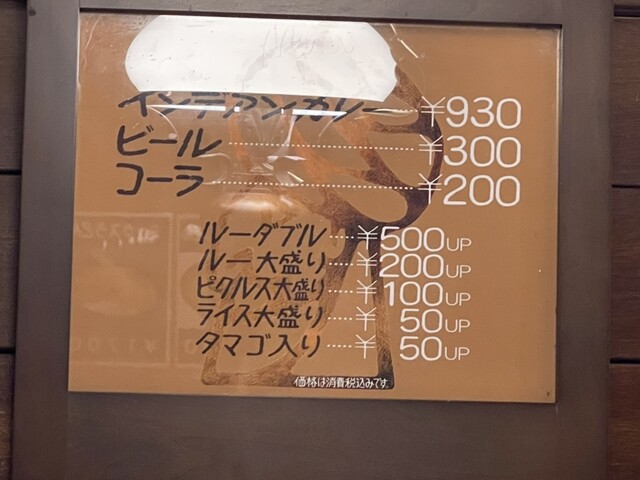 インデアンカレー ¥930
ビール ¥300
コーラ ¥200
ルーダブル ¥500UP
ルー大盛り ¥200UP
ピクルス大盛り ¥100UP
ライス大盛り ¥50UP
タマゴ入り ¥50UP
価格は消費税込みです。